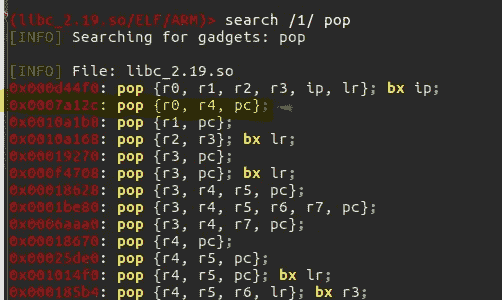 (libc_2.19.so/ELF/ARM)> search /1/ pop
[INFO] Searching for gadgets: pop
[INFO] File: libc_2.19.so
0x000d44f0: pop {r0, r1, r2, r3, ip, lr}; bx ip;
0x0007a12c: pop {r0, r4, pc};
0x0010a1b8: pop {r1, pc};
0x0010a168: pop {r2, r3}; bx lr;
0x00019270: pop {r3, pc};
0x000f4708: pop {r3, pc}; bx lr;
0x00018628: pop {r3, r4, r5, pc};
0x0001be80: pop {r3, r4, r5, r6, r7, pc};
0x0006aaa0: pop {r3, r4, r7, pc};
0x00018670: pop {r4, pc};
0x00025de0: pop {r4, r5, pc};
0x001014f0: pop {r4, r5, pc}; bx lr;
0x000185b4: pop {r4, r5, r6, lr}; bx r3;